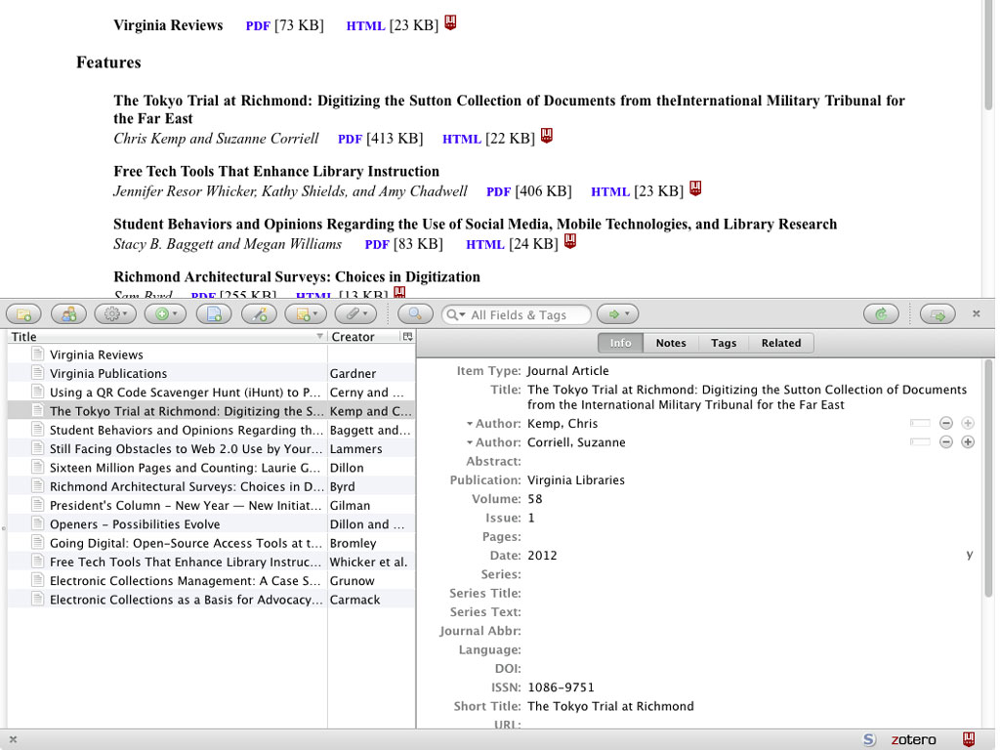 Virginia Reviews PDF [73 KB] HTML [23 KB]
Features
The Tokyo Trial at Richmond: Digitizing the Sutton Collection of Documents from theInternational Military Tribunal for
the Far East
Chris Kemp and Suzanne Corriell PDF [413 KB] HTML [22 KB]
Free Tech Tools That Enhance Library Instruction
Jennifer Resor Whicker, Kathy Shields, and Amy Chadwell PDF [406 KB] HTML [23 KB]
Student Behaviors and Opinions Regarding the Use of Social Media, Mobile Technologies, and Library Research
Stacy B. Baggett and Megan Williams PDF [83 KB] HTML [24 KB]
Richmond Architectural Surveys: Choices in Digitization
Sam Byrd PDF [255 KB] HTML [13 KB]
All Fields & Tags
Title Creator
Virginia Reviews
Virginia Publications Gardner
Using a QR Code Scavenger Hunt (iHunt) to P... Cerny and ...
The Tokyo Trial at Richmond: Digitizing the S... Kemp and C...
Student Behaviors and Opinions Regarding th... Baggett and...
Still Facing Obstacles to Web 2.0 Use by Your... Lammers
Sixteen Million Pages and Counting: Laurie G... Dillon
Richmond Architectural Surveys: Choices in D... Byrd
President's Column – New Year — New Initiat... Gilman
Openers – Possibilities Evolve Dillon and ...
Going Digital: Open-Source Access Tools at t... Bromley
Free Tech Tools That Enhance Library Instruc... Whicker et al.
Electronic Collections Management: A Case S... Grunow
Electronic Collections as a Basis for Advocacy... Carmack
Info Notes Tags Related
Item Type: Journal Article
Title: The Tokyo Trial at Richmond: Digitizing the Sutton Collection of Documents
from the International Military Tribunal for the Far East
Author: Kemp, Chris
Author: Corriell, Suzanne
Abstract:
Publication: Virginia Libraries
Volume: 58
Issue: 1
Pages:
Date: 2012 y
Series:
Series Title:
Series Text:
Journal Abbr:
Language:
DOI:
ISSN: 1086-9751
Short Title: The Tokyo Trial at Richmond
URL:
S zotero